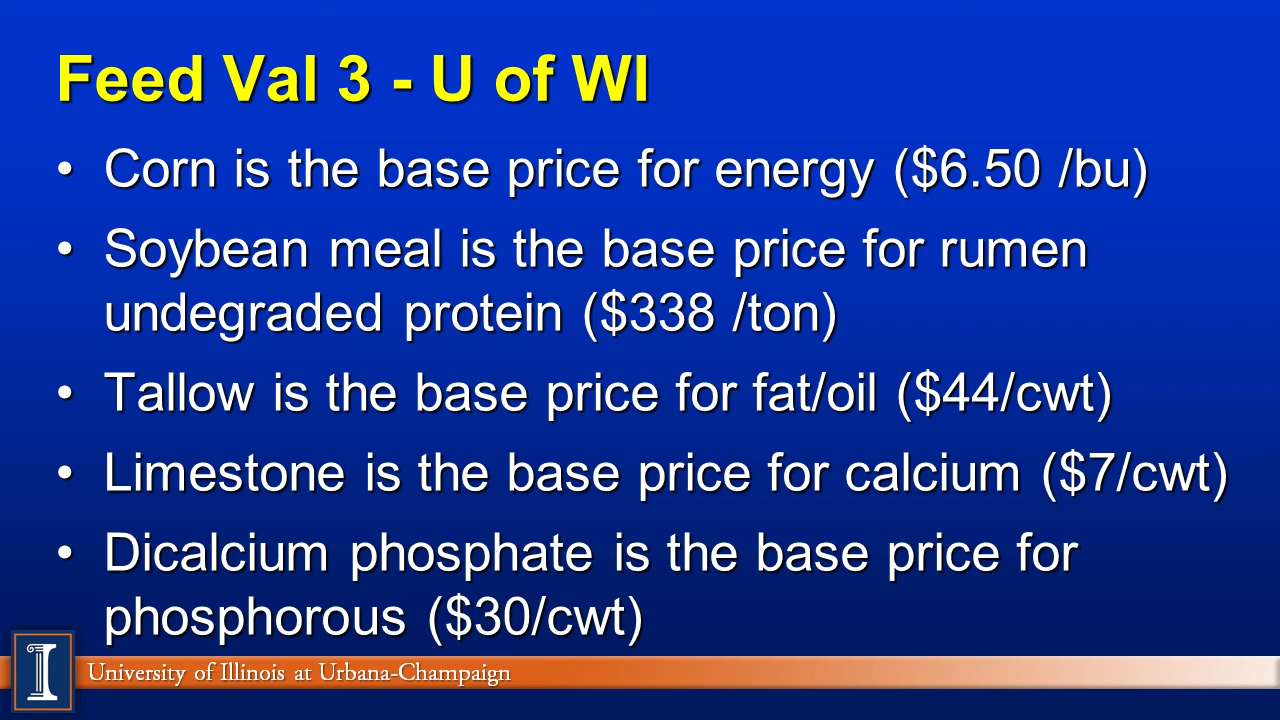 Feed Val 3 - U of WI
• Corn is the base price for energy ($6.50 /bu)
• Soybean meal is the base price for rumen
undegraded protein ($338 /ton)
• Tallow is the base price for fat/oil ($44/cwt)
• Limestone is the base price for calcium ($7/cwt)
• Dicalcium phosphate is the base price for
phosphorous ($30/cwt)
I
University of Illinois at Urbana-Champaign